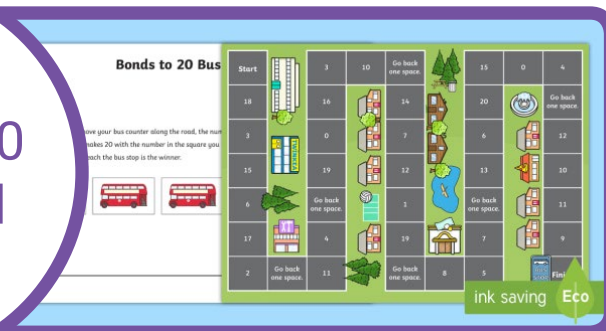 Bonds to 20 Bus
ove your bus counter along the road, the num
makes 20 with the number in the square you
each the bus stop is the winner.
0
Start
18
3
15
6
17
2
Go back
one space.
11
4
Go back
one space.
19
0
16
3
10
Go back
one space.
14
7
12
1
19
Go back
one space.
8
5
7
Go back
one space.
13
6
20
15
0
4
Go back
one space.
12
10
11
9
Fini
ink saving
Eco